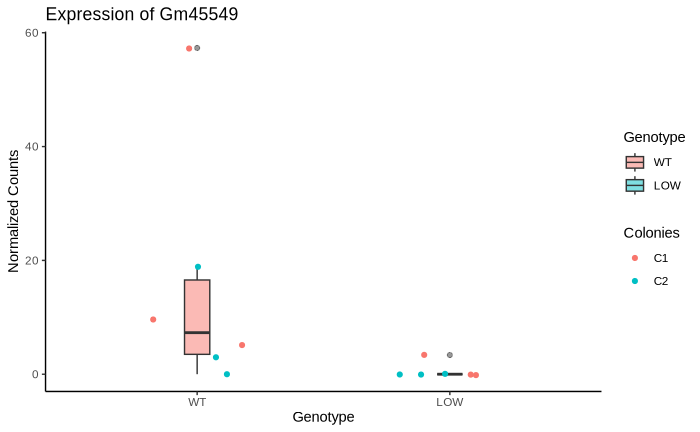 Expression of Gm45549
60
40
20
0
Normalized Counts
WT
LOW
Genotype
Genotype
WT
LOW
Colonies
C1
C2